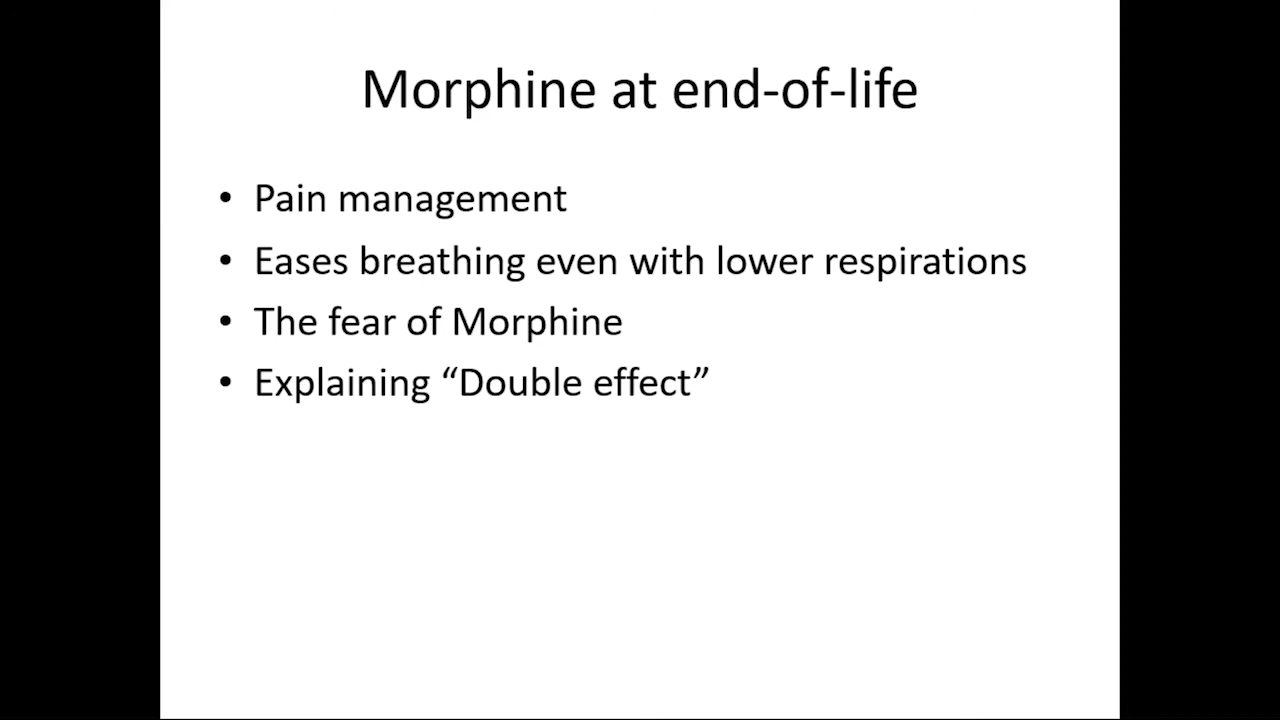 Morphine at end-of-life
• Pain management
• Eases breathing even with lower respirations
• The fear of Morphine
• Explaining “Double effect”